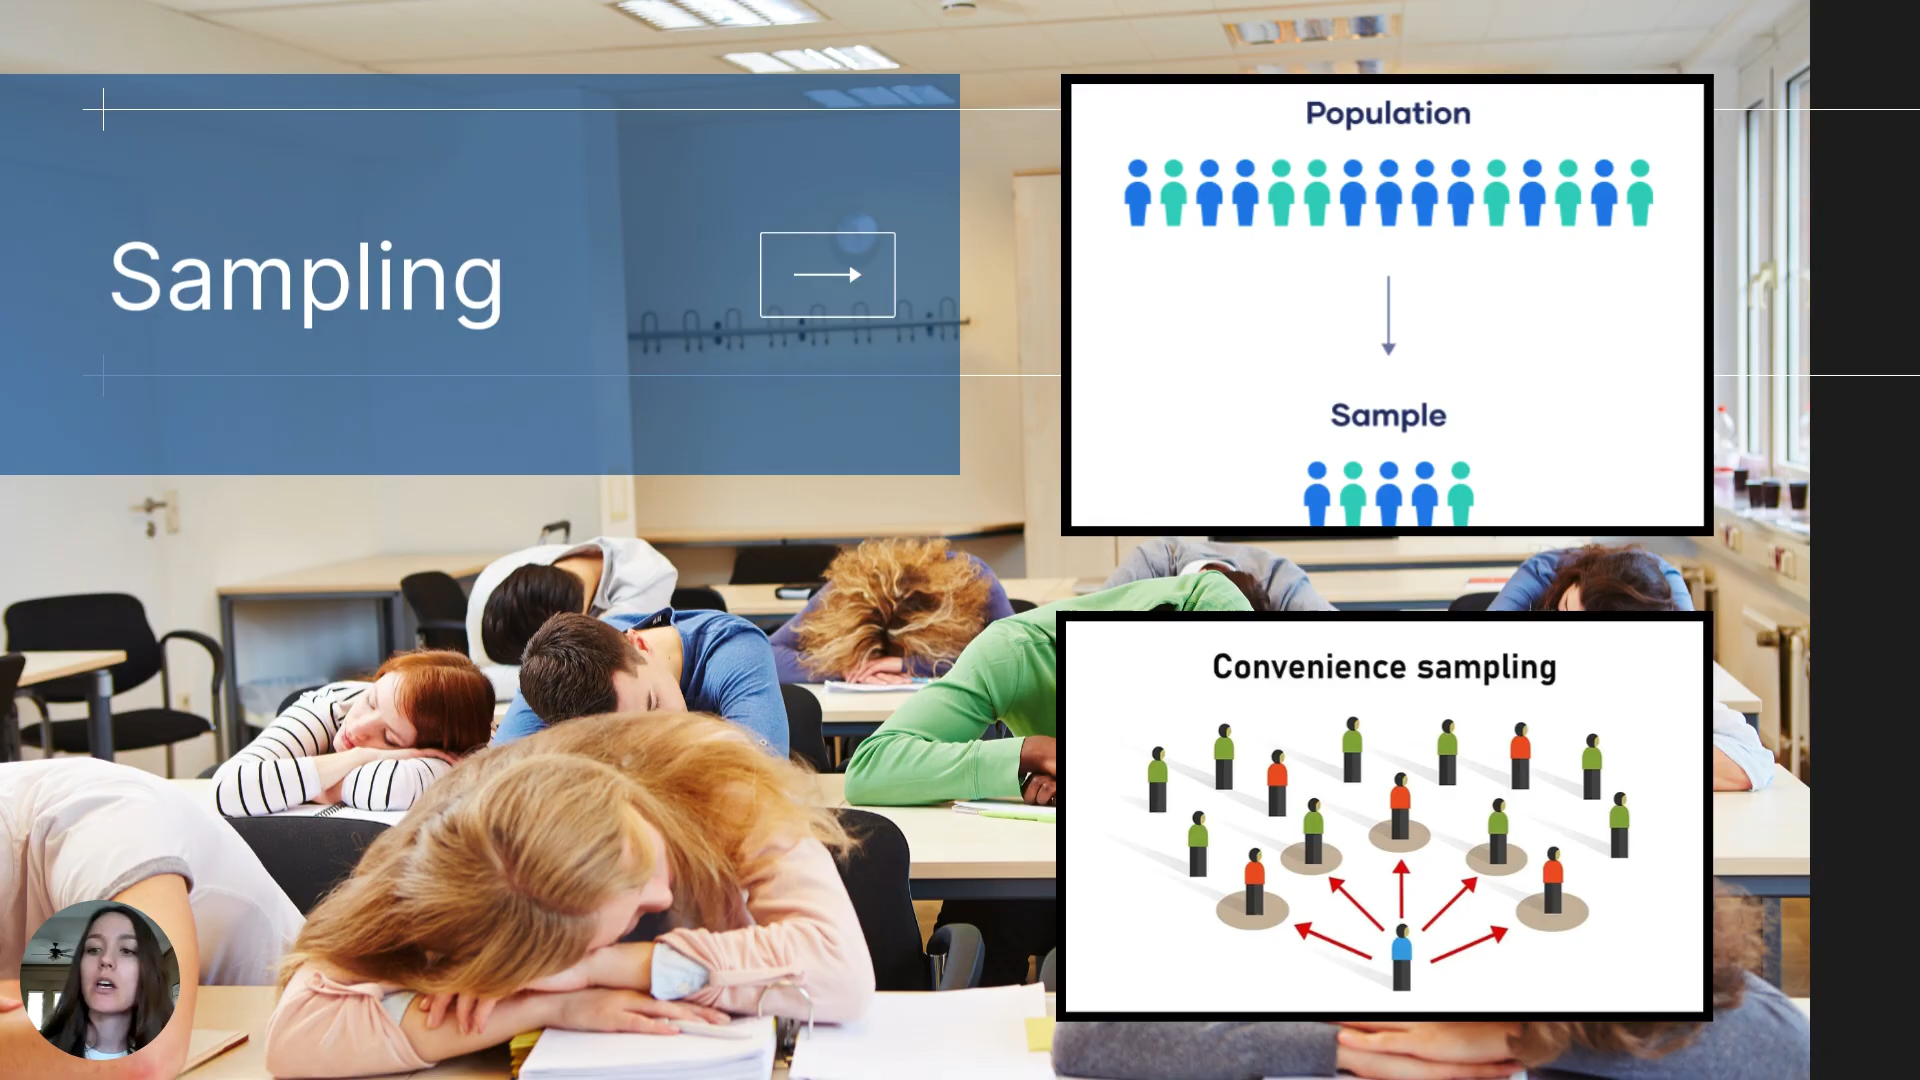 Sampling
Population
Sample
Convenience sampling